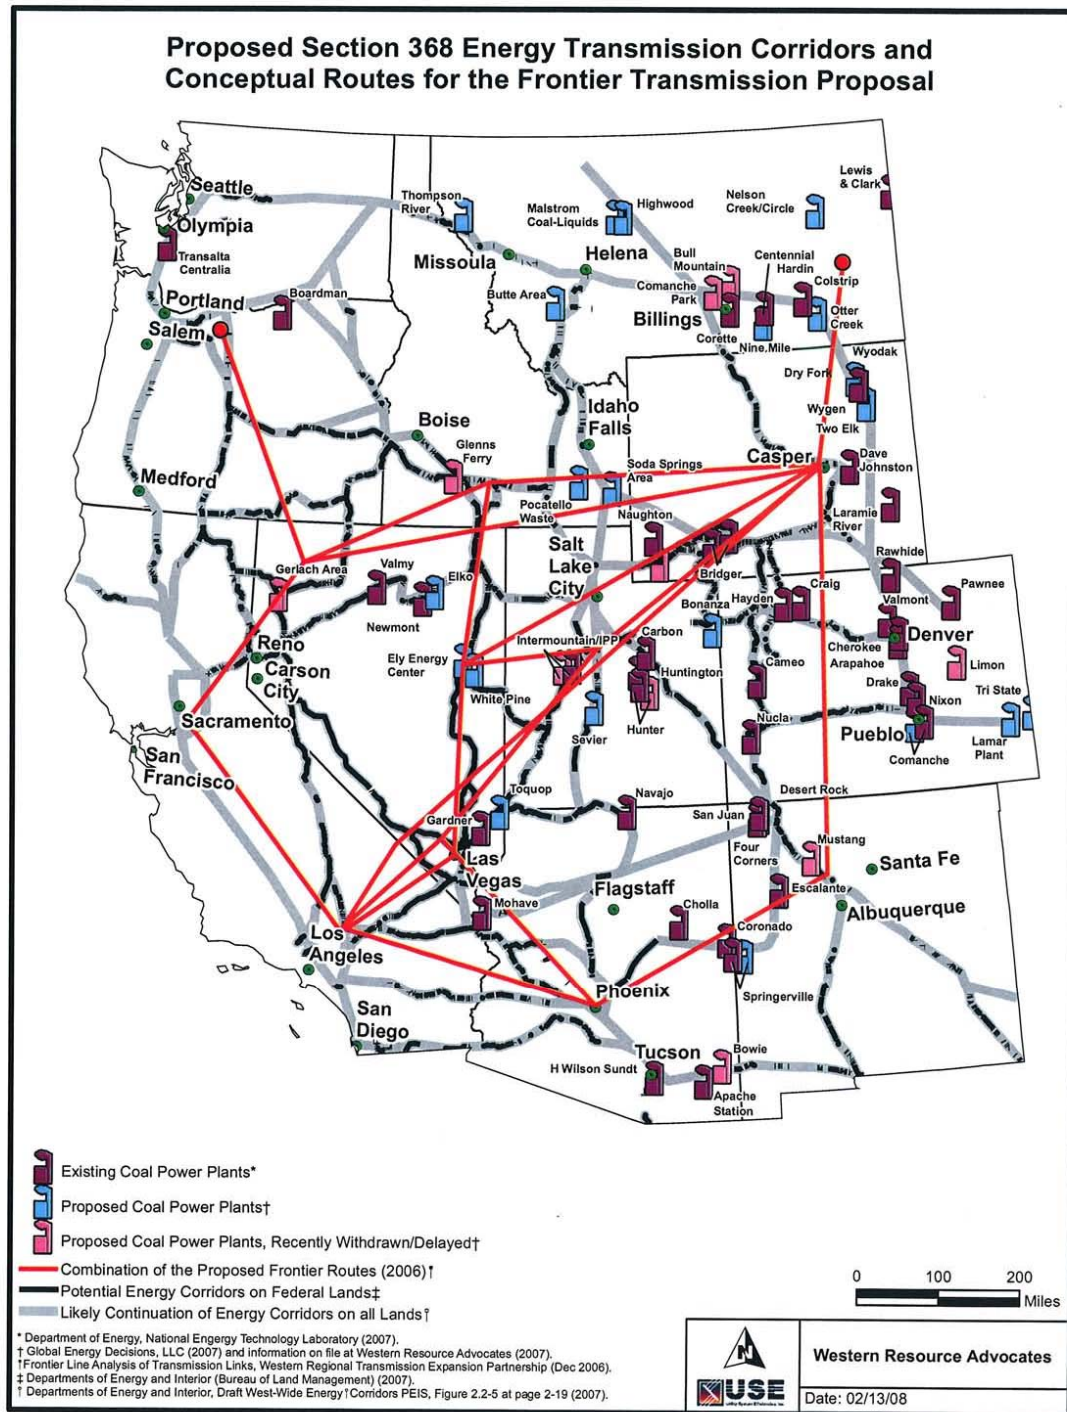 Proposed Section 368 Energy Transmission Corridors and
Conceptual Routes for the Frontier Transmission Proposal
Seattle
Olympia
Transalta
Centralia
Portland
Salem
Boardman
Medford
Thompson
River
Missoula
Malstrom
Coal-Liquids
Highwood
Helena
Butte Area
Nelson
Creek/Circle
Lewis
& Clark
Bull
Mountain
Comanche
Park
Billings
Corette
Centennial
Hardin
Nine Mile
Colstrip
Otter
Creek
Wyodak
Dry Fork
Wygen
Two Elk
Casper
Dave
Johnston
Laramie
River
Boise
Glenns
Ferry
Idaho
Falls
Soda Springs
Area
Pocatello
Waste
Naughton
Salt
Lake
City
Bridger
Bonanza
Hayden
Craig
Rawhide
Valmont
Pawnee
Denver
Cherokee
Arapahoe
Limon
Drake
Nixon
Tri State
Pueblo
Comanche
Lamar
Plant
Cameo
Nucla
Gerlach Area
Valmy
Elko
Newmont
Reno
Carson
City
Ely Energy
Center
White Pine
Intermountain/IPP
Carbon
Huntington
Hunter
Sevier
Sacramento
San
Francisco
Toquop
Gardner
Las
Vegas
Mohave
Navajo
San Juan
Desert Rock
Four
Corners
Mustang
Escalante
Santa Fe
Albuquerque
Flagstaff
Cholla
Coronado
Springerville
Los
Angeles
San
Diego
Phoenix
Tucson
H Wilson Sundt
Bowie
Apache
Station
Existing Coal Power Plants*
Proposed Coal Power Plants†
Proposed Coal Power Plants, Recently Withdrawn/Delayed†
Combination of the Proposed Frontier Routes (2006)†
Potential Energy Corridors on Federal Lands‡
Likely Continuation of Energy Corridors on all Lands†
0 100 200
Miles
* Department of Energy, National Engergy Technology Laboratory (2007).
† Global Energy Decisions, LLC (2007) and information on file at Western Resource Advocates (2007).
†Frontier Line Analysis of Transmission Links, Western Regional Transmission Expansion Partnership (Dec 2006).
‡ Departments of Energy and Interior (Bureau of Land Management) (2007).
† Departments of Energy and Interior, Draft West-Wide Energy†Corridors PEIS, Figure 2.2-5 at page 2-19 (2007).
N
USE
Western Resource Advocates
Date: 02/13/08